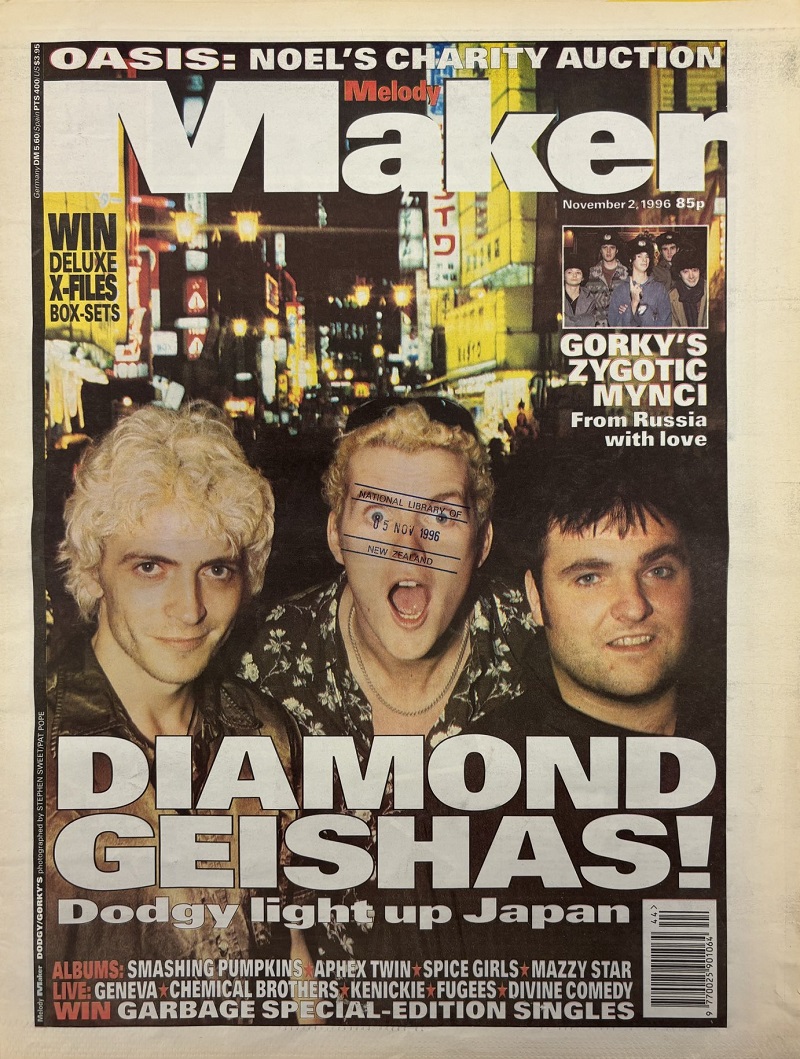 Germany DM 5.60/Spain PTS 400/US $3.95
OASIS: NOEL'S CHARITY AUCTION
Melody
Maker
November 2, 1996 85p
WIN
DELUXE
X-FILES
BOX-SETS
イワ
GORKY'S
ZYGOTIC
MYNCI
From Russia
with love
NATIONAL LIBRARY OF
05 NOV 1996
NEW ZEALAND
DIAMOND
GEISHAS!
Dodgy light up Japan
Melody Maker DODGY/GORKY'S photographed by STEPHEN SWEET/PAT POPE
ALBUMS: SMASHING PUMPKINS★APHEX TWIN★SPICE GIRLS★MAZZY STAR
LIVE: GENEVA★CHEMICAL BROTHERS★KENICKIE★FUGEES★DIVINE COMEDY
WIN GARBAGE SPECIAL-EDITION SINGLES
44>
9 770025 901064